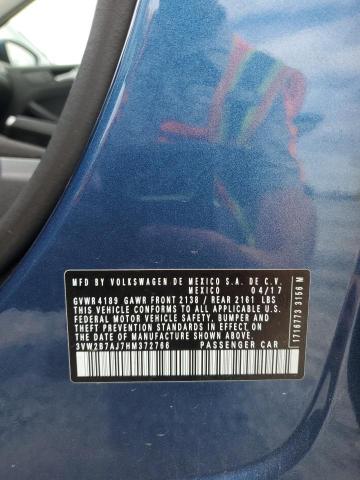 MFD. BY VOLKSWAGEN DE MEXICO S.A. DE C.V.
MEXICO 04/17
GVWR 4189 GAWR FRONT 2138 / REAR 2161 LBS
THIS VEHICLE CONFORMS TO ALL APPLICABLE U.S.
FEDERAL MOTOR VEHICLE SAFETY, BUMPER AND
THEFT PREVENTION STANDARDS IN EFFECT ON THE
DATE OF MANUFACTURE SHOWN ABOVE.
3VW2B7AJ7HM372766 PASSENGER CAR
1716773 3156 M